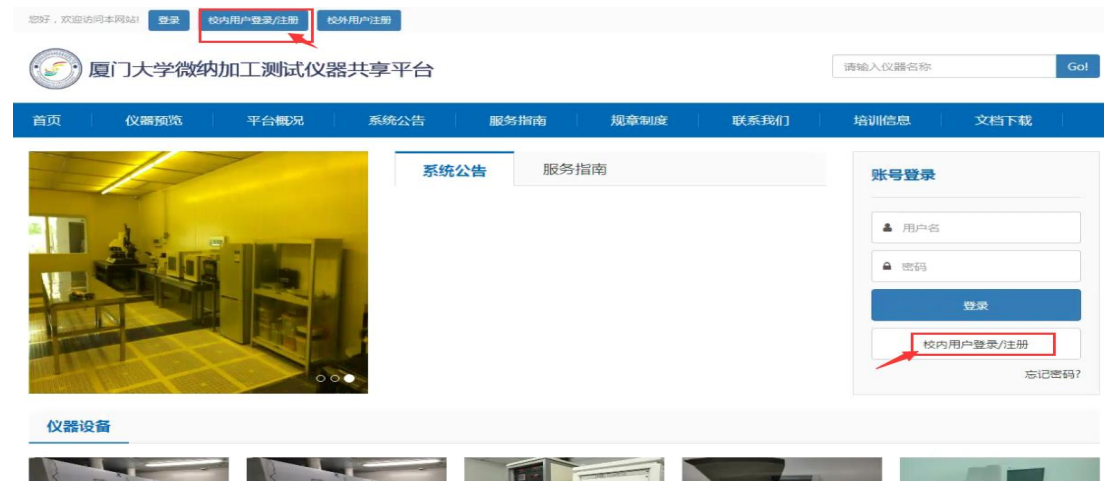 您好，欢迎访问本网站! 登录 校内用户登录/注册 校外用户注册
厦门大学微纳加工测试仪器共享平台 请输入仪器名称 Go!
首页 仪器预览 平台概况 系统公告 服务指南 规章制度 联系我们 培训信息 文档下载
系统公告 服务指南
账号登录
用户名
密码
登录
校内用户登录/注册
忘记密码?
仪器设备